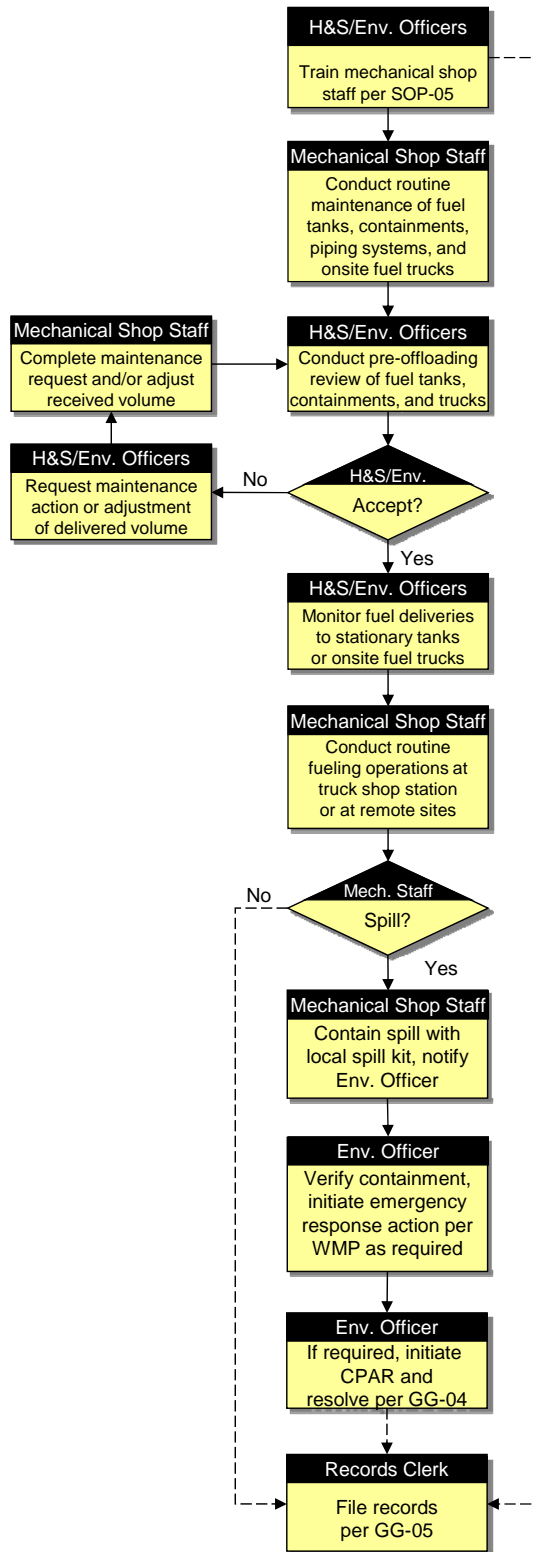 H&S/Env. Officers
Train mechanical shop
staff per SOP-05
Mechanical Shop Staff
Conduct routine
maintenance of fuel
tanks, containments,
piping systems, and
onsite fuel trucks
Mechanical Shop Staff
Complete maintenance
request and/or adjust
received volume
H&S/Env. Officers
Conduct pre-offloading
review of fuel tanks,
containments, and trucks
H&S/Env. Officers
Request maintenance
action or adjustment
of delivered volume
No
H&S/Env.
Accept?
Yes
H&S/Env. Officers
Monitor fuel deliveries
to stationary tanks
or onsite fuel trucks
Mechanical Shop Staff
Conduct routine
fueling operations at
truck shop station
or at remote sites
No
Mech. Staff
Spill?
Yes
Mechanical Shop Staff
Contain spill with
local spill kit, notify
Env. Officer
Env. Officer
Verify containment,
initiate emergency
response action per
WMP as required
Env. Officer
If required, initiate
CPAR and
resolve per GG-04
Records Clerk
File records
per GG-05